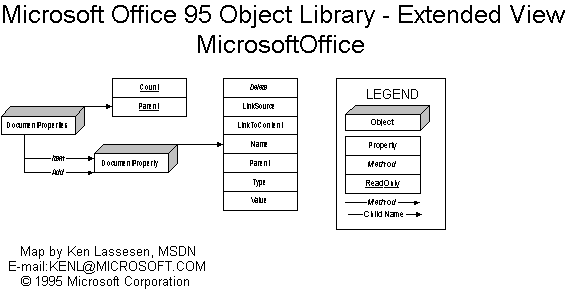 Microsoft Office 95 Object Library - Extended View
MicrosoftOffice
Count
Parent
DocumentProperties
Item
Add
DocumentProperty
Delete
LinkSource
LinkToContent
Name
Parent
Type
Value
LEGEND
Object
Property
Method
ReadOnly
Method
Child Name
Map by Ken Lassesen, MSDN
E-mail:KENL@MICROSOFT.COM
© 1995 Microsoft Corporation